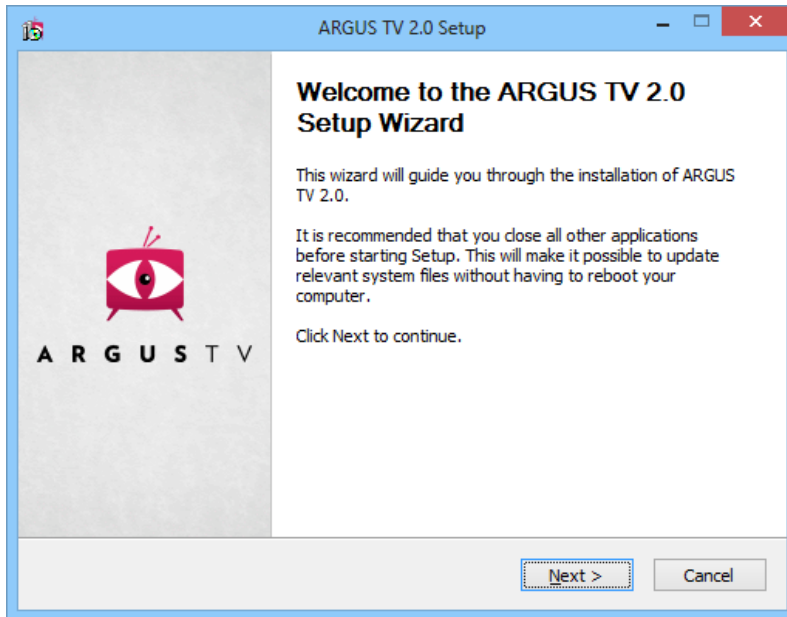 ARGUS TV 2.0 Setup
Welcome to the ARGUS TV 2.0
Setup Wizard
This wizard will guide you through the installation of ARGUS
TV 2.0.
It is recommended that you close all other applications
before starting Setup. This will make it possible to update
relevant system files without having to reboot your
computer.
Click Next to continue.
ARGUS TV
Next >
Cancel